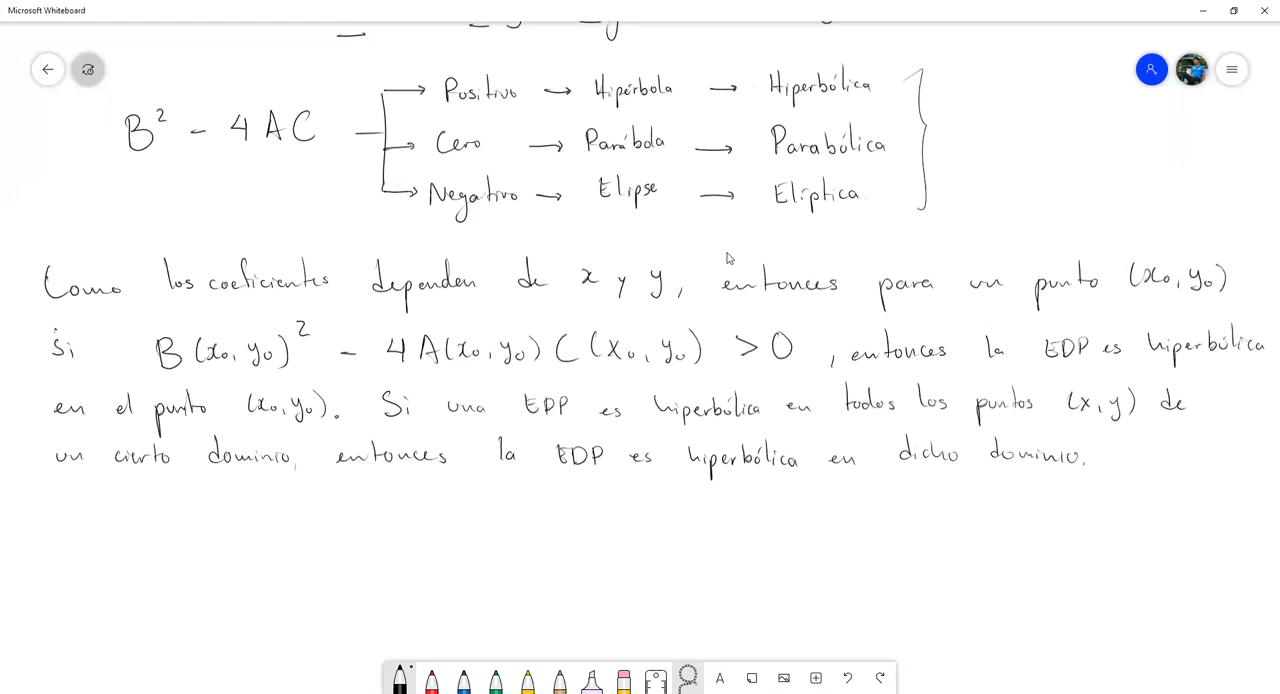 Microsoft Whiteboard
B² - 4AC → Positivo → Hipérbola → Hiperbólica
→ Cero → Parábola → Parabólica
→ Negativo → Elipse → Elíptica
Como los coeficientes dependen de x y y, entonces para un punto (x₀, y₀)
si B(x₀, y₀)² - 4A(x₀, y₀)C(x₀, y₀) > 0, entonces la EDP es hiperbólica
en el punto (x₀, y₀). Si una EDP es hiperbólica en todos los puntos (x, y) de
un cierto dominio, entonces la EDP es hiperbólica en dicho dominio.
A